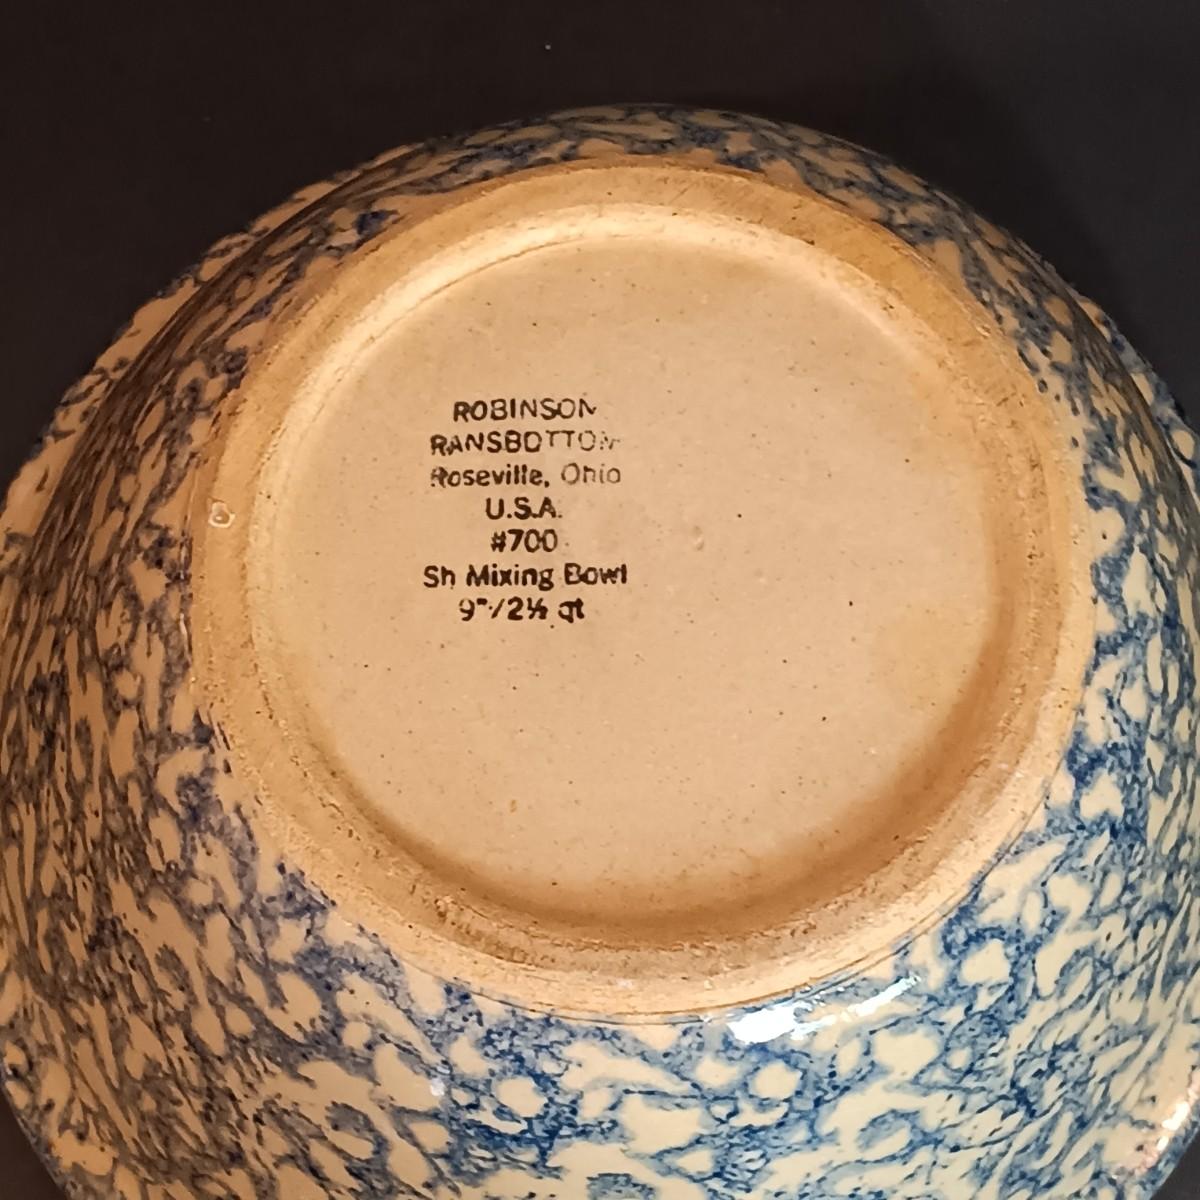 ROBINSON
RANSBOTTOM
Roseville, Ohio
U.S.A.
#700
Sh Mixing Bowl
9"/2½ qt